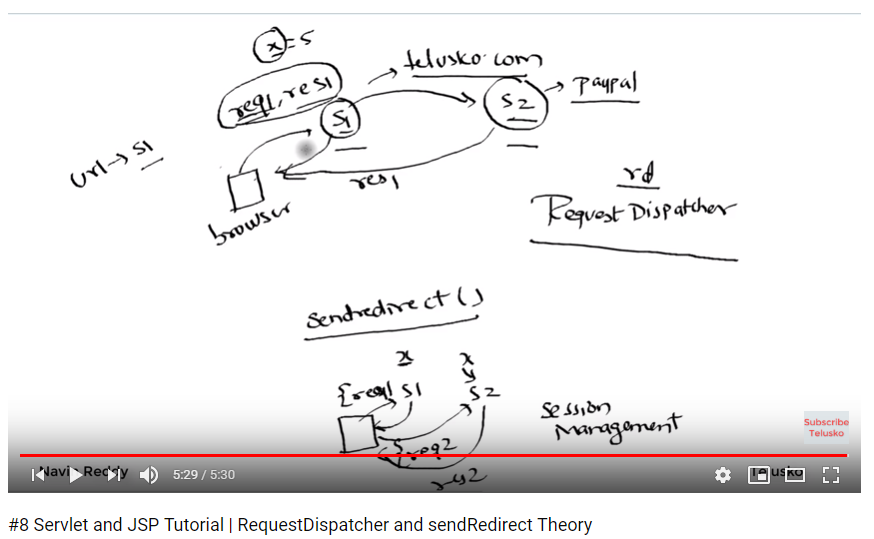 x = 5
req1, res1
telusko.com
S1
S2
paypal
url → S1
res1
browser
rd
Request Dispatcher
Sendredirect()
x
x
y
{req1
S1
S2
Session
Management
}req2
res2
Subscribe
Telusko
Navin Reddy
Telusko
5:29 / 5:30
#8 Servlet and JSP Tutorial | RequestDispatcher and sendRedirect Theory